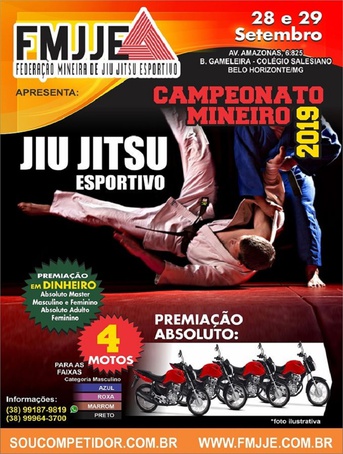 FMJJE
FEDERAÇÃO MINEIRA DE JIU JITSU ESPORTIVO
28 e 29
Setembro
AV. AMAZONAS, 6.825,
B. GAMELEIRA - COLÉGIO SALESIANO
BELO HORIZONTE/MG
APRESENTA:
CAMPEONATO
MINEIRO
2019
JIU JITSU
ESPORTIVO
PREMIAÇÃO
em DINHEIRO
Absoluto Master
Masculino e Feminino
Absoluto Adulto
Feminino
4
MOTOS
PARA AS
FAIXAS
Categoria Masculino
AZUL
ROXA
MARROM
PRETO
PREMIAÇÃO
ABSOLUTO:
Informações:
(38) 99187-9819
(38) 99964-3700
*foto ilustrativa
SOUCOMPETIDOR.COM.BR
WWW.FMJJE.COM.BR